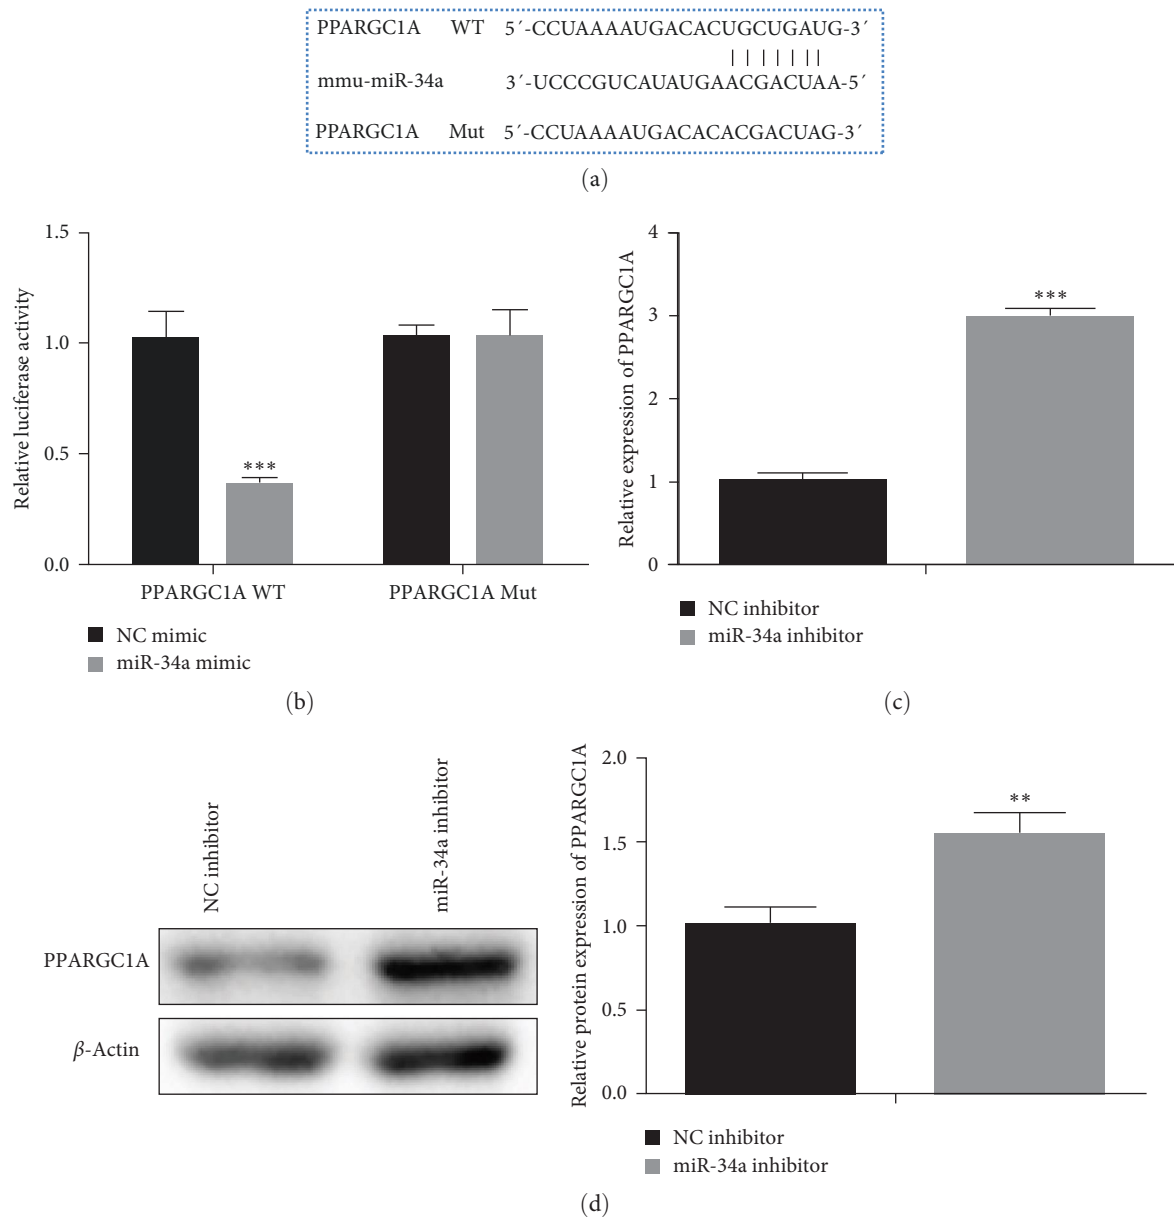 PPARGC1A WT 5´-CCUAAAAUGACACUGCUGAUG-3´
mmu-miR-34a 3´-UCCCGUCAUAUGAACGACUAA-5´
PPARGC1A Mut 5´-CCUAAAAUGACACACGACUAG-3´
(a)
Relative luciferase activity
1.5
1.0
0.5
0.0
***
PPARGC1A WT
PPARGC1A Mut
NC mimic
miR-34a mimic
(b)
Relative expression of PPARGC1A
4
3
2
1
0
***
NC inhibitor
miR-34a inhibitor
(c)
NC inhibitor
miR-34a inhibitor
PPARGC1A
β-Actin
Relative protein expression of PPARGC1A
2.0
1.5
1.0
0.5
0.0
**
NC inhibitor
miR-34a inhibitor
(d)